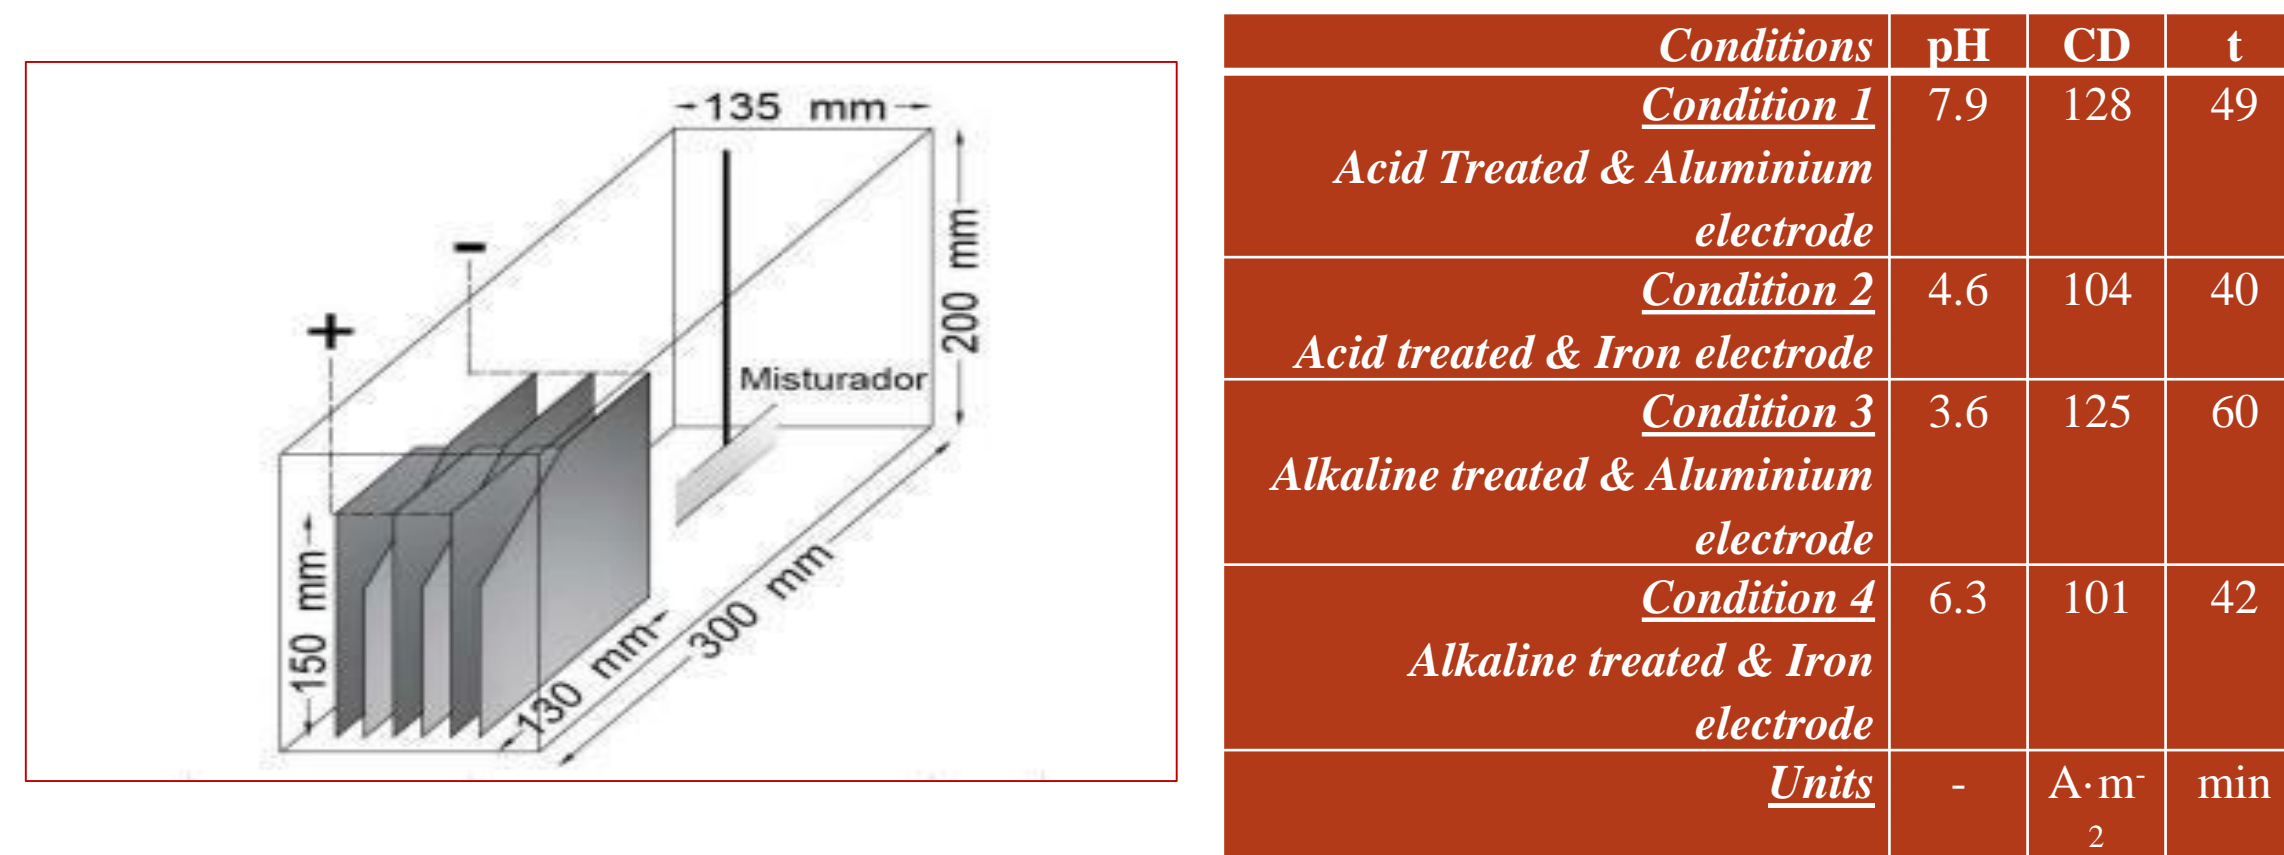 135 mm
-
+
200 mm
Misturador
150 mm
130 mm
300 mm
Conditions pH CD t
Condition 1 7.9 128 49
Acid Treated & Aluminium
electrode
Condition 2 4.6 104 40
Acid treated & Iron electrode
Condition 3 3.6 125 60
Alkaline treated & Aluminium
electrode
Condition 4 6.3 101 42
Alkaline treated & Iron
electrode
Units - A·m- min
2